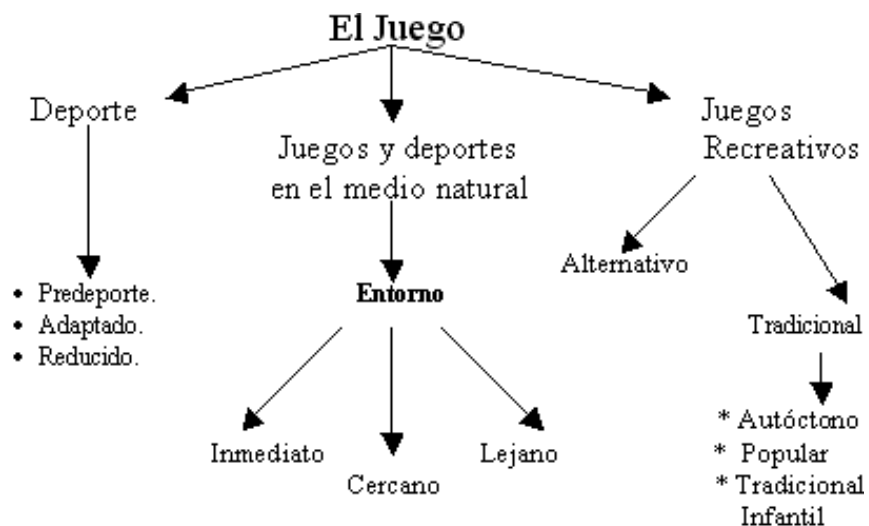 El Juego
Deporte
Juegos y deportes
en el medio natural
Juegos
Recreativos
Alternativo
• Predeporte.
• Adaptado.
• Reducido.
Entorno
Tradicional
Inmediato
Cercano
Lejano
* Autóctono
* Popular
* Tradicional
Infantil